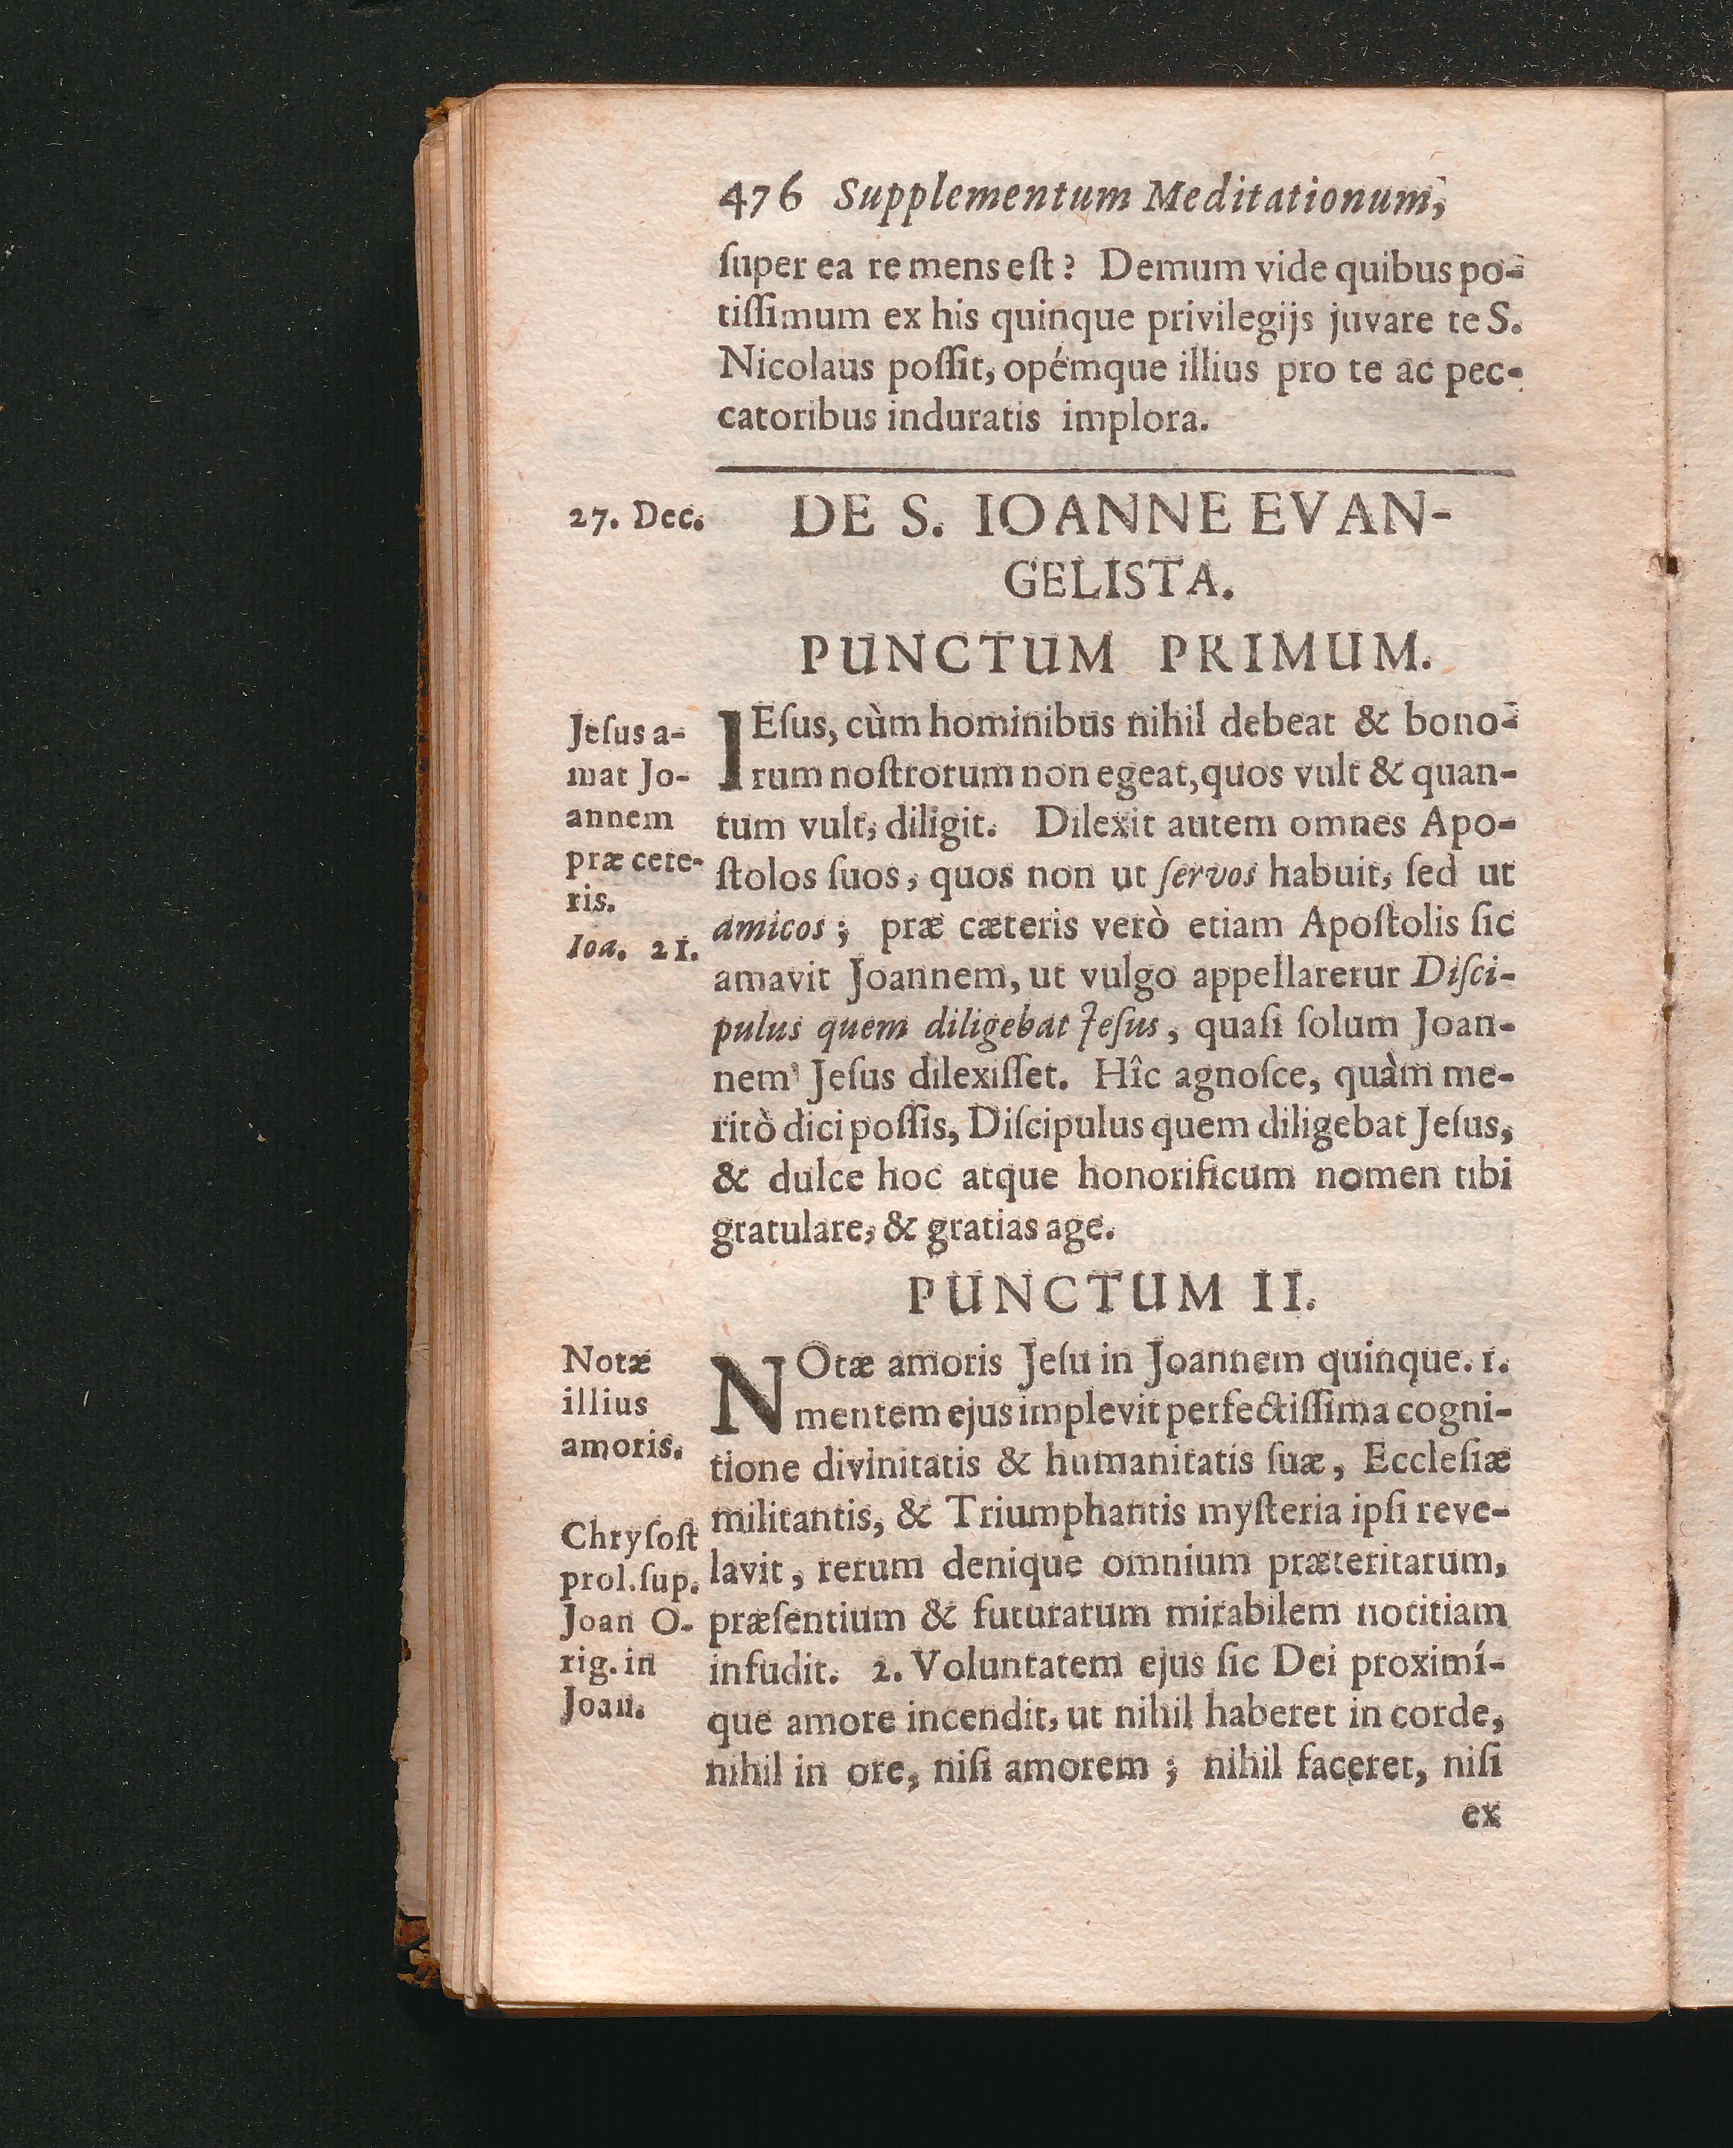 476 Supplementum Meditationum,
ſuper ea re mens eſt? Demum vide quibus po-
tiſſimum ex his quinque privilegijs juvare te S.
Nicolaus poſſit, opémque illius pro te ac pec-
catoribus induratis implora.
27. Dec.
DE S. IOANNE EVAN-
GELISTA.
PUNCTUM PRIMUM.
Jeſus a-
mat Jo-
annem
præ cete-
ris.
Ioa. 21.
IEſus, cùm hominibus nihil debeat & bono-
rum noſtrorum non egeat, quos vult & quan-
tum vult, diligit. Dilexit autem omnes Apo-
ſtolos ſuos, quos non ut ſervos habuit, ſed ut
amicos; præ cæteris verò etiam Apoſtolis ſic
amavit Joannem, ut vulgo appellaretur Diſci-
pulus quem diligebat Jeſus, quaſi ſolum Joan-
nem Jeſus dilexiſſet. Hîc agnoſce, quàm me-
ritò dici poſſis, Diſcipulus quem diligebat Jeſus,
& dulce hoc atque honorificum nomen tibi
gratulare, & gratias age.
PUNCTUM II.
Notæ
illius
amoris.
Chryſoſt
prol. ſup.
Joan O-
rig. in
Joan.
NOtæ amoris Jeſu in Joannem quinque. 1.
mentem ejus implevit perfectiſſima cogni-
tione divinitatis & humanitatis ſuæ, Eccleſiæ
militantis, & Triumphantis myſteria ipſi reve-
lavit, rerum denique omnium præteritarum,
præſentium & futurarum mirabilem notitiam
infudit. 2. Voluntatem ejus ſic Dei proximí-
que amore incendit, ut nihil haberet in corde,
nihil in ore, niſi amorem; nihil faceret, niſi
ex